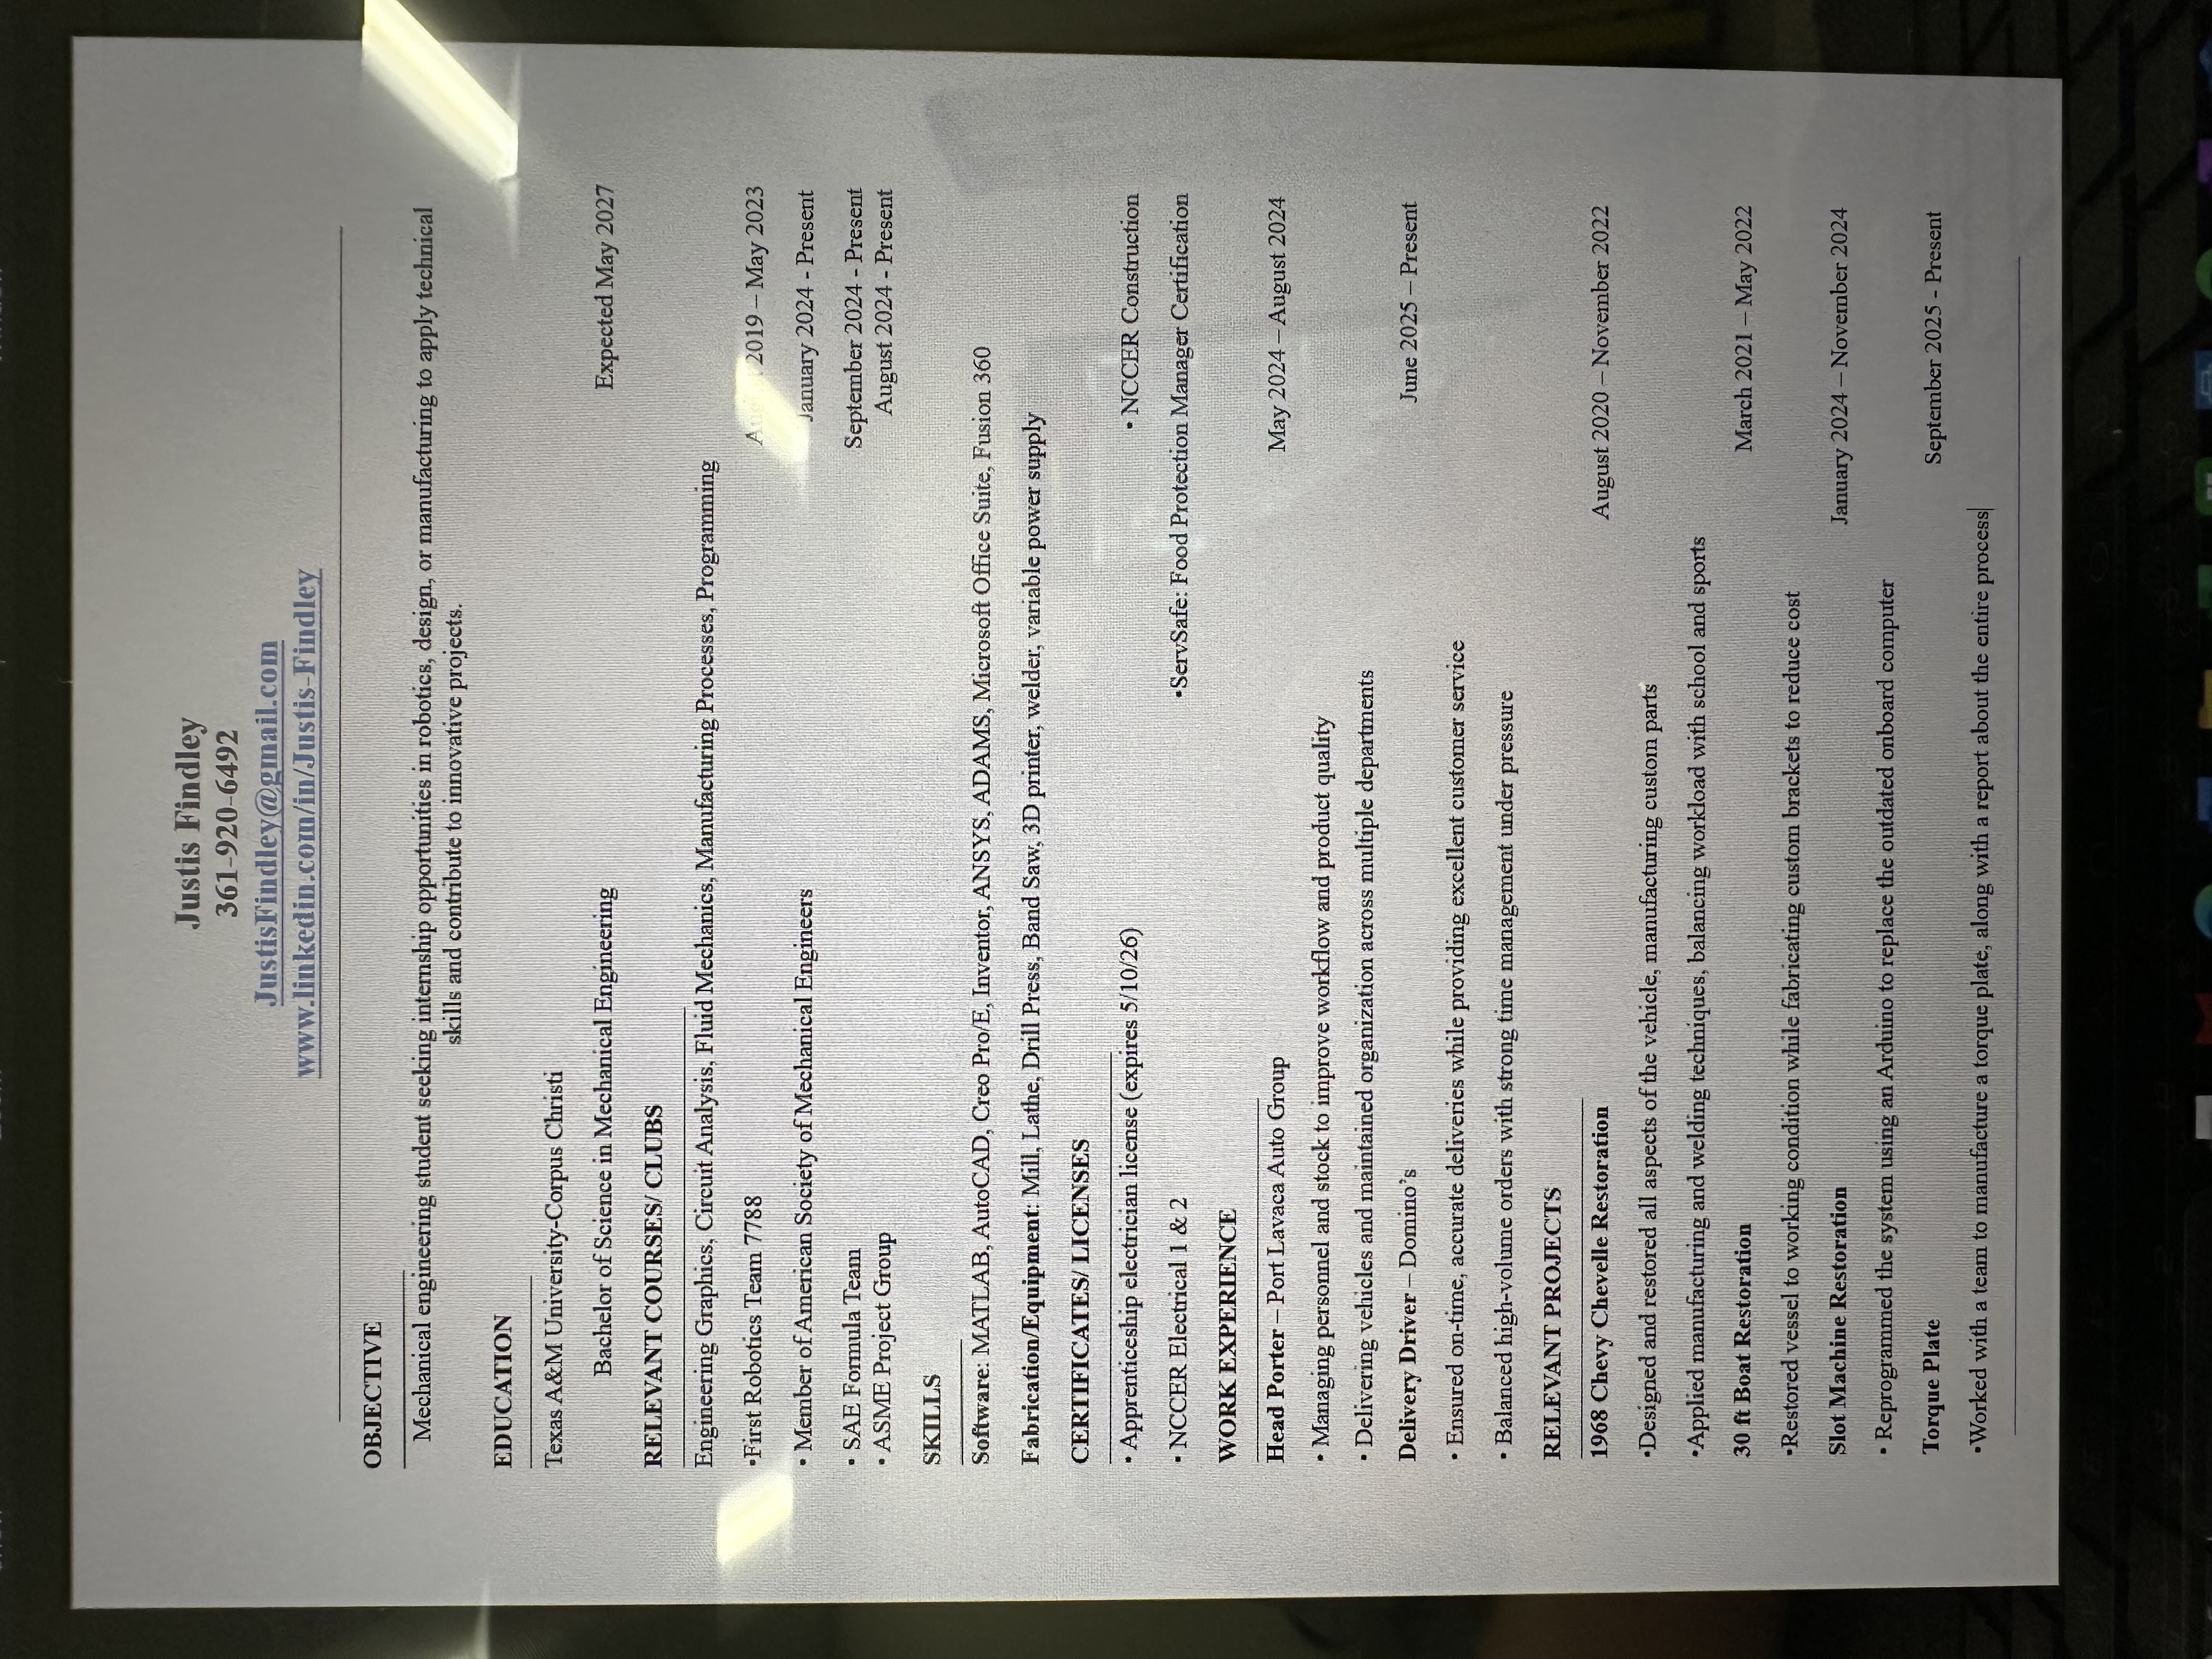 Justis Findley
361-920-6492
JustisFindley@gmail.com
www.linkedin.com/in/Justis-Findley
OBJECTIVE
Mechanical engineering student seeking internship opportunities in robotics, design, or manufacturing to apply technical
skills and contribute to innovative projects.
EDUCATION
Texas A&M University-Corpus Christi
Bachelor of Science in Mechanical Engineering Expected May 2027
RELEVANT COURSES/ CLUBS
Engineering Graphics, Circuit Analysis, Fluid Mechanics, Manufacturing Processes, Programming
•First Robotics Team 7788 August 2019 – May 2023
• Member of American Society of Mechanical Engineers January 2024 - Present
• SAE Formula Team September 2024 - Present
• ASME Project Group August 2024 - Present
SKILLS
Software: MATLAB, AutoCAD, Creo Pro/E, Inventor, ANSYS, ADAMS, Microsoft Office Suite, Fusion 360
Fabrication/Equipment: Mill, Lathe, Drill Press, Band Saw, 3D printer, welder, variable power supply
CERTIFICATES/ LICENSES
• Apprenticeship electrician license (expires 5/10/26) • NCCER Construction
• NCCER Electrical 1 & 2 •ServSafe: Food Protection Manager Certification
WORK EXPERIENCE
Head Porter – Port Lavaca Auto Group May 2024 – August 2024
• Managing personnel and stock to improve workflow and product quality
• Delivering vehicles and maintained organization across multiple departments
Delivery Driver – Domino’s June 2025 – Present
• Ensured on-time, accurate deliveries while providing excellent customer service
• Balanced high-volume orders with strong time management under pressure
RELEVANT PROJECTS
1968 Chevy Chevelle Restoration August 2020 – November 2022
•Designed and restored all aspects of the vehicle, manufacturing custom parts
•Applied manufacturing and welding techniques, balancing workload with school and sports
30 ft Boat Restoration March 2021 – May 2022
•Restored vessel to working condition while fabricating custom brackets to reduce cost
Slot Machine Restoration January 2024 – November 2024
• Reprogrammed the system using an Arduino to replace the outdated onboard computer
Torque Plate September 2025 - Present
•Worked with a team to manufacture a torque plate, along with a report about the entire process